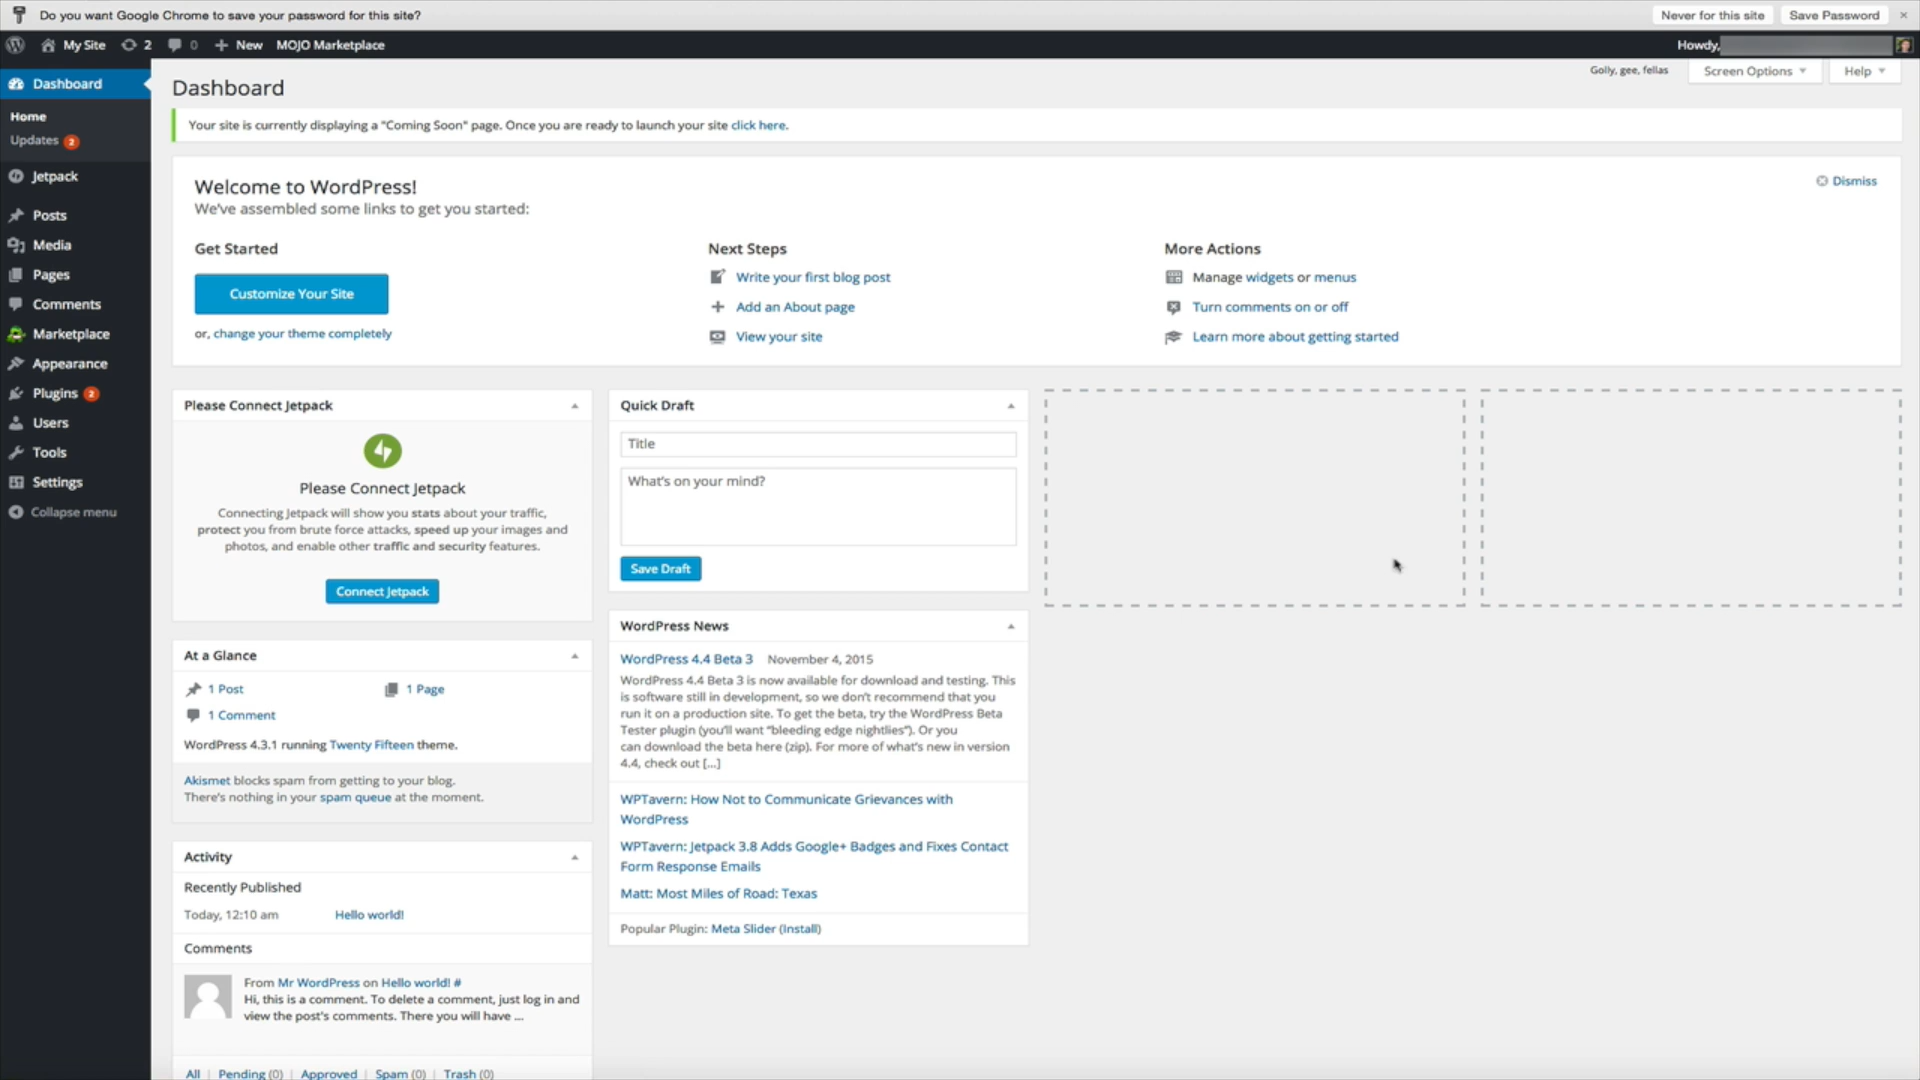 Do you want Google Chrome to save your password for this site?
Never for this site
Save Password
×
My Site
2
0
New
MOJO Marketplace
Howdy,
Dashboard
Home
Updates 2
Jetpack
Posts
Media
Pages
Comments
Marketplace
Appearance
Plugins 2
Users
Tools
Settings
Collapse menu
Golly, gee, fellas
Screen Options
Help
Dashboard
Your site is currently displaying a "Coming Soon" page. Once you are ready to launch your site click here.
Welcome to WordPress!
We've assembled some links to get you started:
Dismiss
Get Started
Customize Your Site
or, change your theme completely
Next Steps
Write your first blog post
Add an About page
View your site
More Actions
Manage widgets or menus
Turn comments on or off
Learn more about getting started
Please Connect Jetpack
Please Connect Jetpack
Connecting Jetpack will show you stats about your traffic,
protect you from brute force attacks, speed up your images and
photos, and enable other traffic and security features.
Connect Jetpack
At a Glance
1 Post
1 Page
1 Comment
WordPress 4.3.1 running Twenty Fifteen theme.
Akismet blocks spam from getting to your blog.
There's nothing in your spam queue at the moment.
Activity
Recently Published
Today, 12:10 am
Hello world!
Comments
From Mr WordPress on Hello world! #
Hi, this is a comment. To delete a comment, just log in and
view the post's comments. There you will have ...
All | Pending (0) | Approved | Spam (0) | Trash (0)
Quick Draft
Title
What's on your mind?
Save Draft
WordPress News
WordPress 4.4 Beta 3 November 4, 2015
WordPress 4.4 Beta 3 is now available for download and testing. This
is software still in development, so we don't recommend that you
run it on a production site. To get the beta, try the WordPress Beta
Tester plugin (you'll want "bleeding edge nightlies"). Or you
can download the beta here (zip). For more of what's new in version
4.4, check out [...]
WPTavern: How Not to Communicate Grievances with
WordPress
WPTavern: Jetpack 3.8 Adds Google+ Badges and Fixes Contact
Form Response Emails
Matt: Most Miles of Road: Texas
Popular Plugin: Meta Slider (Install)